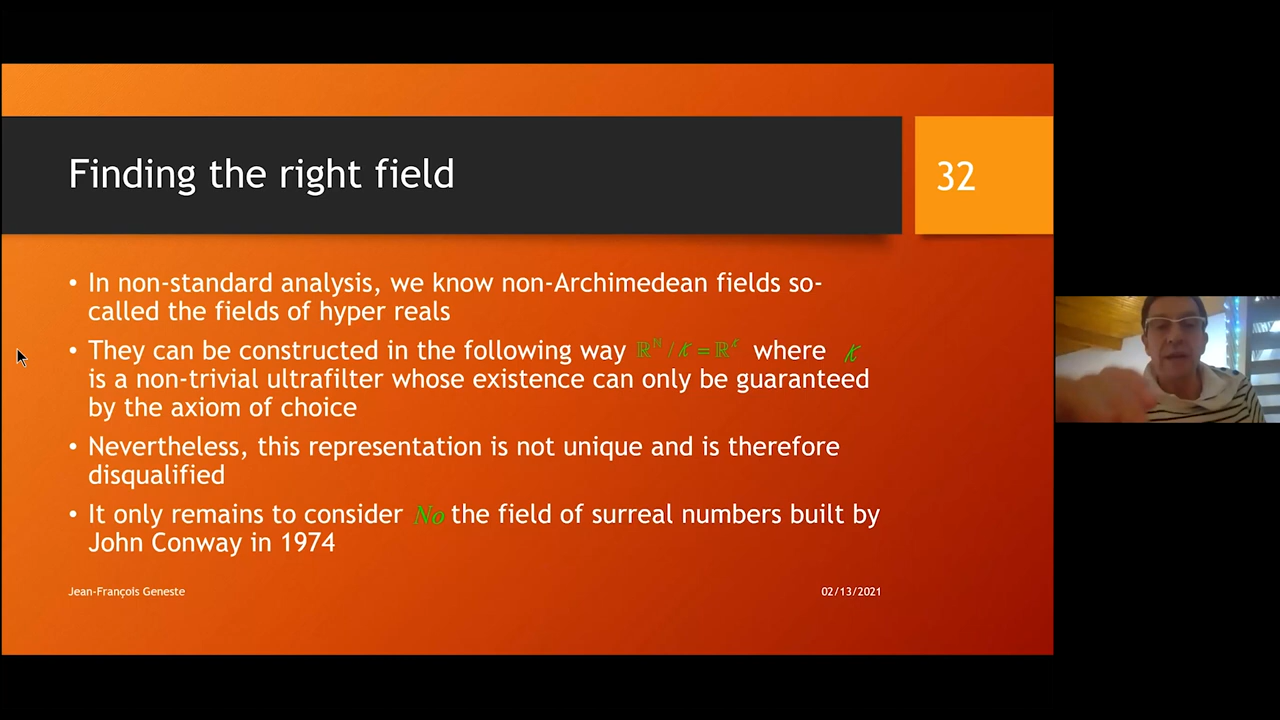 Finding the right field
32
• In non-standard analysis, we know non-Archimedean fields so-
called the fields of hyper reals
• They can be constructed in the following way ℝ^ℕ / 𝒦 = ℝ^𝒦 where 𝒦
is a non-trivial ultrafilter whose existence can only be guaranteed
by the axiom of choice
• Nevertheless, this representation is not unique and is therefore
disqualified
• It only remains to consider No the field of surreal numbers built by
John Conway in 1974
Jean-François Geneste
02/13/2021